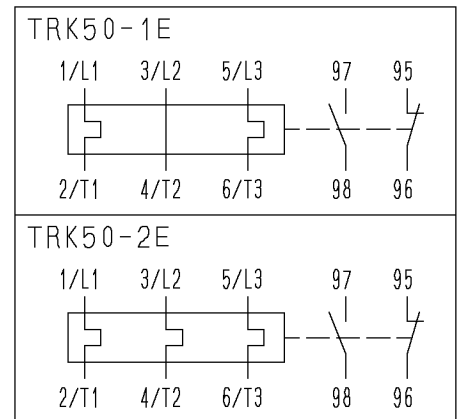 TRK50-1E
1/L1 3/L2 5/L3 97 95
2/T1 4/T2 6/T3 98 96
TRK50-2E
1/L1 3/L2 5/L3 97 95
2/T1 4/T2 6/T3 98 96